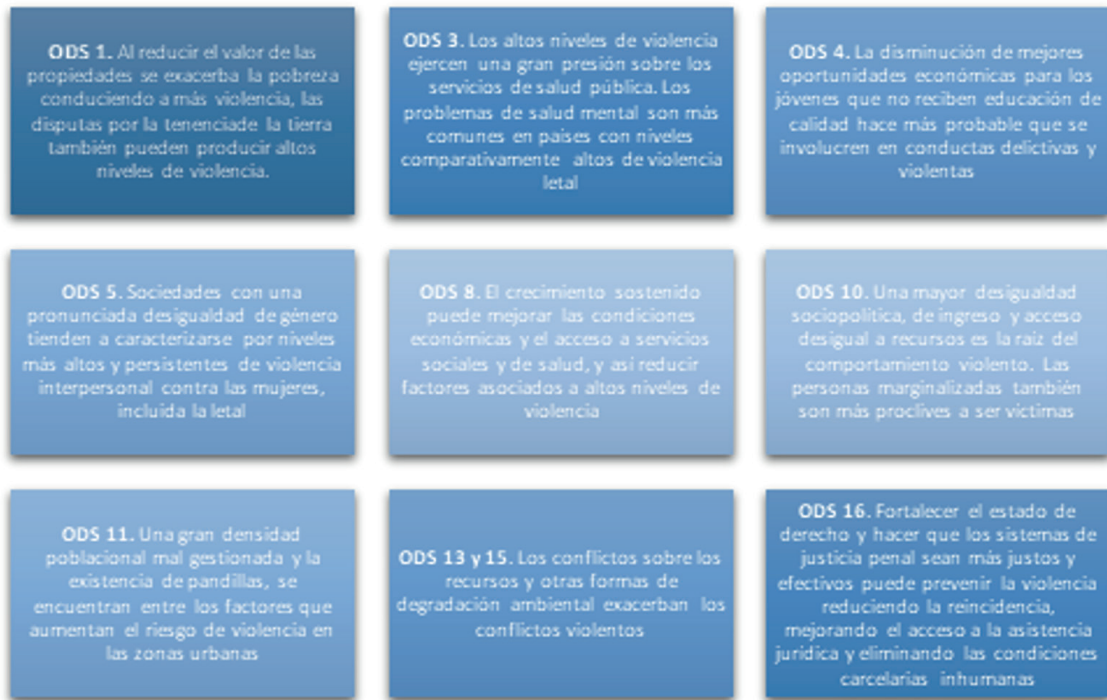 ODS 1. Al reducir el valor de las
propiedades se exacerba la pobreza
conduciendo a más violencia, las
disputas por la tenenciade la tierra
también pueden producir altos
niveles de violencia.
ODS 3. Los altos niveles de violencia
ejercen una gran presión sobre los
servicios de salud pública. Los
problemas de salud mental son más
comunes en países con niveles
comparativamente altos de violencia
letal
ODS 4. La disminución de mejores
oportunidades económicas para los
jóvenes que no reciben educación de
calidad hace más probable que se
involucren en conductas delictivas y
violentas
ODS 5. Sociedades con una
pronunciada desigualdad de género
tienden a caracterizarse por niveles
más altos y persistentes de violencia
interpersonal contra las mujeres,
incluida la letal
ODS 8. El crecimiento sostenido
puede mejorar las condiciones
económicas y el acceso a servicios
sociales y de salud, y así reducir
factores asociados a altos niveles de
violencia
ODS 10. Una mayor desigualdad
sociopolítica, de ingreso y acceso
desigual a recursos es la raíz del
comportamiento violento. Las
personas marginalizadas también
son más proclives a ser víctimas
ODS 11. Una gran densidad
poblacional mal gestionada y la
existencia de pandillas, se
encuentran entre los factores que
aumentan el riesgo de violencia en
las zonas urbanas
ODS 13 y 15. Los conflictos sobre los
recursos y otras formas de
degradación ambiental exacerban los
conflictos violentos
ODS 16. Fortalecer el estado de
derecho y hacer que los sistemas de
justicia penal sean más justos y
efectivos puede prevenir la violencia
reduciendo la reincidencia,
mejorando el acceso a la asistencia
jurídica y eliminando las condiciones
carcelarias inhumanas